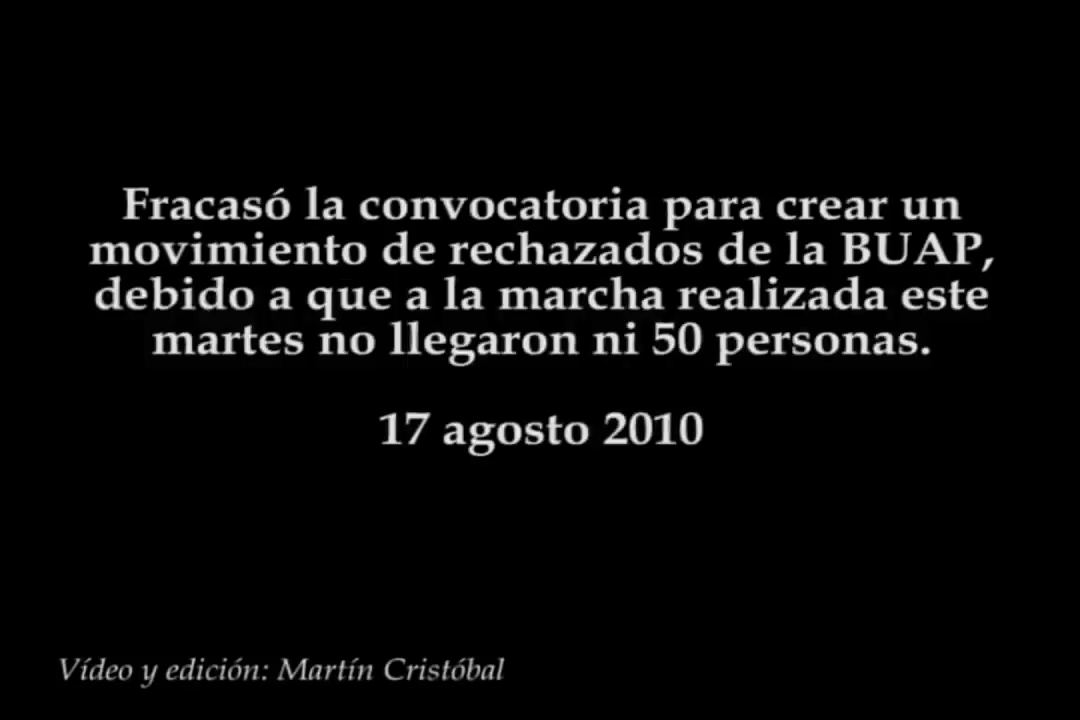 Fracasó la convocatoria para crear un
movimiento de rechazados de la BUAP,
debido a que a la marcha realizada este
martes no llegaron ni 50 personas.
17 agosto 2010
Vídeo y edición: Martín Cristóbal